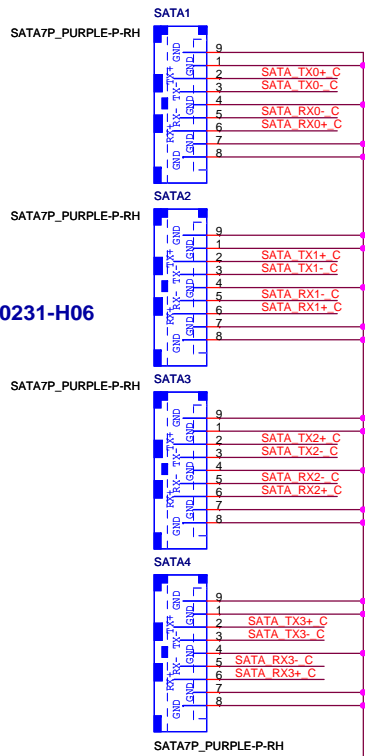 SATA1
SATA7P_PURPLE-P-RH
GND
9
1
TX+
2
SATA_TX0+_C
TX-
3
SATA_TX0-_C
GND
4
RX-
5
SATA_RX0-_C
RX+
6
SATA_RX0+_C
GND
7
8
SATA2
SATA7P_PURPLE-P-RH
GND
9
1
TX+
2
SATA_TX1+_C
TX-
3
SATA_TX1-_C
GND
4
RX-
5
SATA_RX1-_C
RX+
6
SATA_RX1+_C
0231-H06
GND
7
8
SATA3
SATA7P_PURPLE-P-RH
GND
9
1
TX+
2
SATA_TX2+_C
TX-
3
SATA_TX2-_C
GND
4
RX-
5
SATA_RX2-_C
RX+
6
SATA_RX2+_C
GND
7
8
SATA4
GND
9
1
TX+
2
SATA_TX3+_C
TX-
3
SATA_TX3-_C
GND
4
RX-
5
SATA_RX3-_C
RX+
6
SATA_RX3+_C
GND
7
8
SATA7P_PURPLE-P-RH